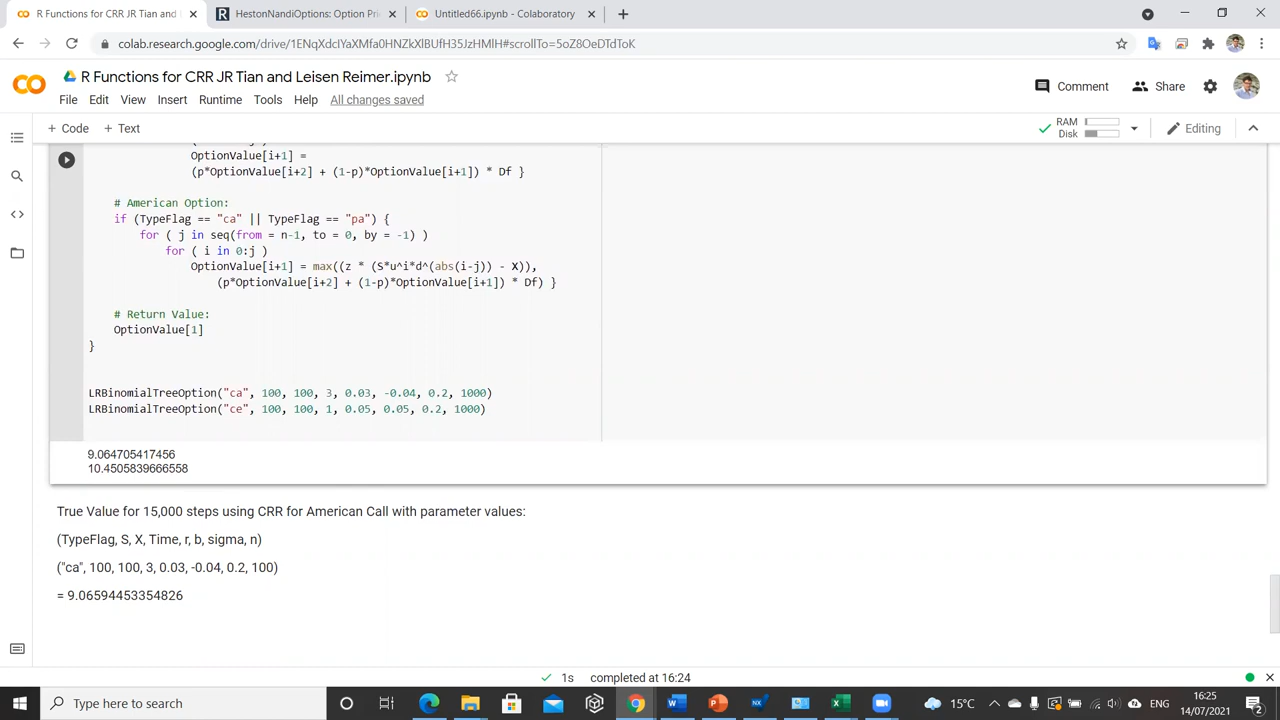 R Functions for CRR JR Tian and L
HestonNandiOptions: Option Pri
Untitled66.ipynb - Colaboratory
colab.research.google.com/drive/1ENqXdcIYaXMfa0HNZkXlBUfH35JzHMlH#scrollTo=5oZ8OeDTdToK
R Functions for CRR JR Tian and Leisen Reimer.ipynb
Comment
Share
File Edit View Insert Runtime Tools Help All changes saved
+ Code + Text
RAM
Disk
Editing
OptionValue[i+1] =
(p*OptionValue[i+2] + (1-p)*OptionValue[i+1]) * Df }
# American Option:
if (TypeFlag == "ca" || TypeFlag == "pa") {
for ( j in seq(from = n-1, to = 0, by = -1) )
for ( i in 0:j )
OptionValue[i+1] = max((z * (S*u^i*d^(abs(i-j)) - X)),
(p*OptionValue[i+2] + (1-p)*OptionValue[i+1]) * Df) }
# Return Value:
OptionValue[1]
}
LRBinomialTreeOption("ca", 100, 100, 3, 0.03, -0.04, 0.2, 1000)
LRBinomialTreeOption("ce", 100, 100, 1, 0.05, 0.05, 0.2, 1000)
9.064705417456
10.4505839666558
True Value for 15,000 steps using CRR for American Call with parameter values:
(TypeFlag, S, X, Time, r, b, sigma, n)
("ca", 100, 100, 3, 0.03, -0.04, 0.2, 100)
= 9.06594453354826
1s completed at 16:24
Type here to search
15°C
ENG
16:25
14/07/2021